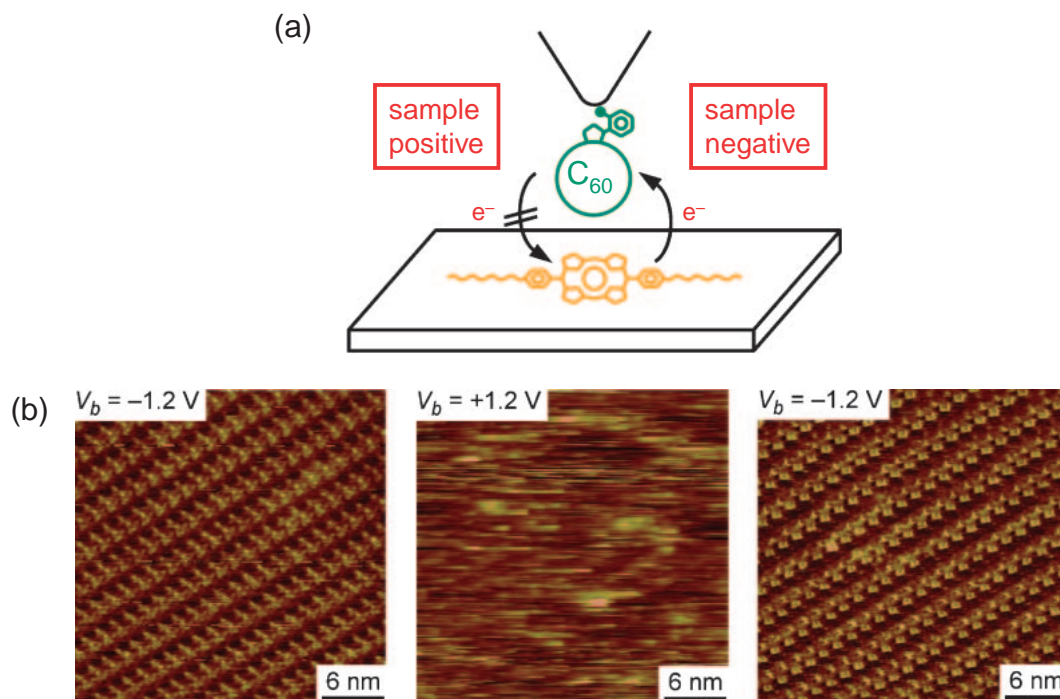 (a)
sample
positive
sample
negative
C60
e–
e–
(b)
Vb = –1.2 V
Vb = +1.2 V
Vb = –1.2 V
6 nm
6 nm
6 nm